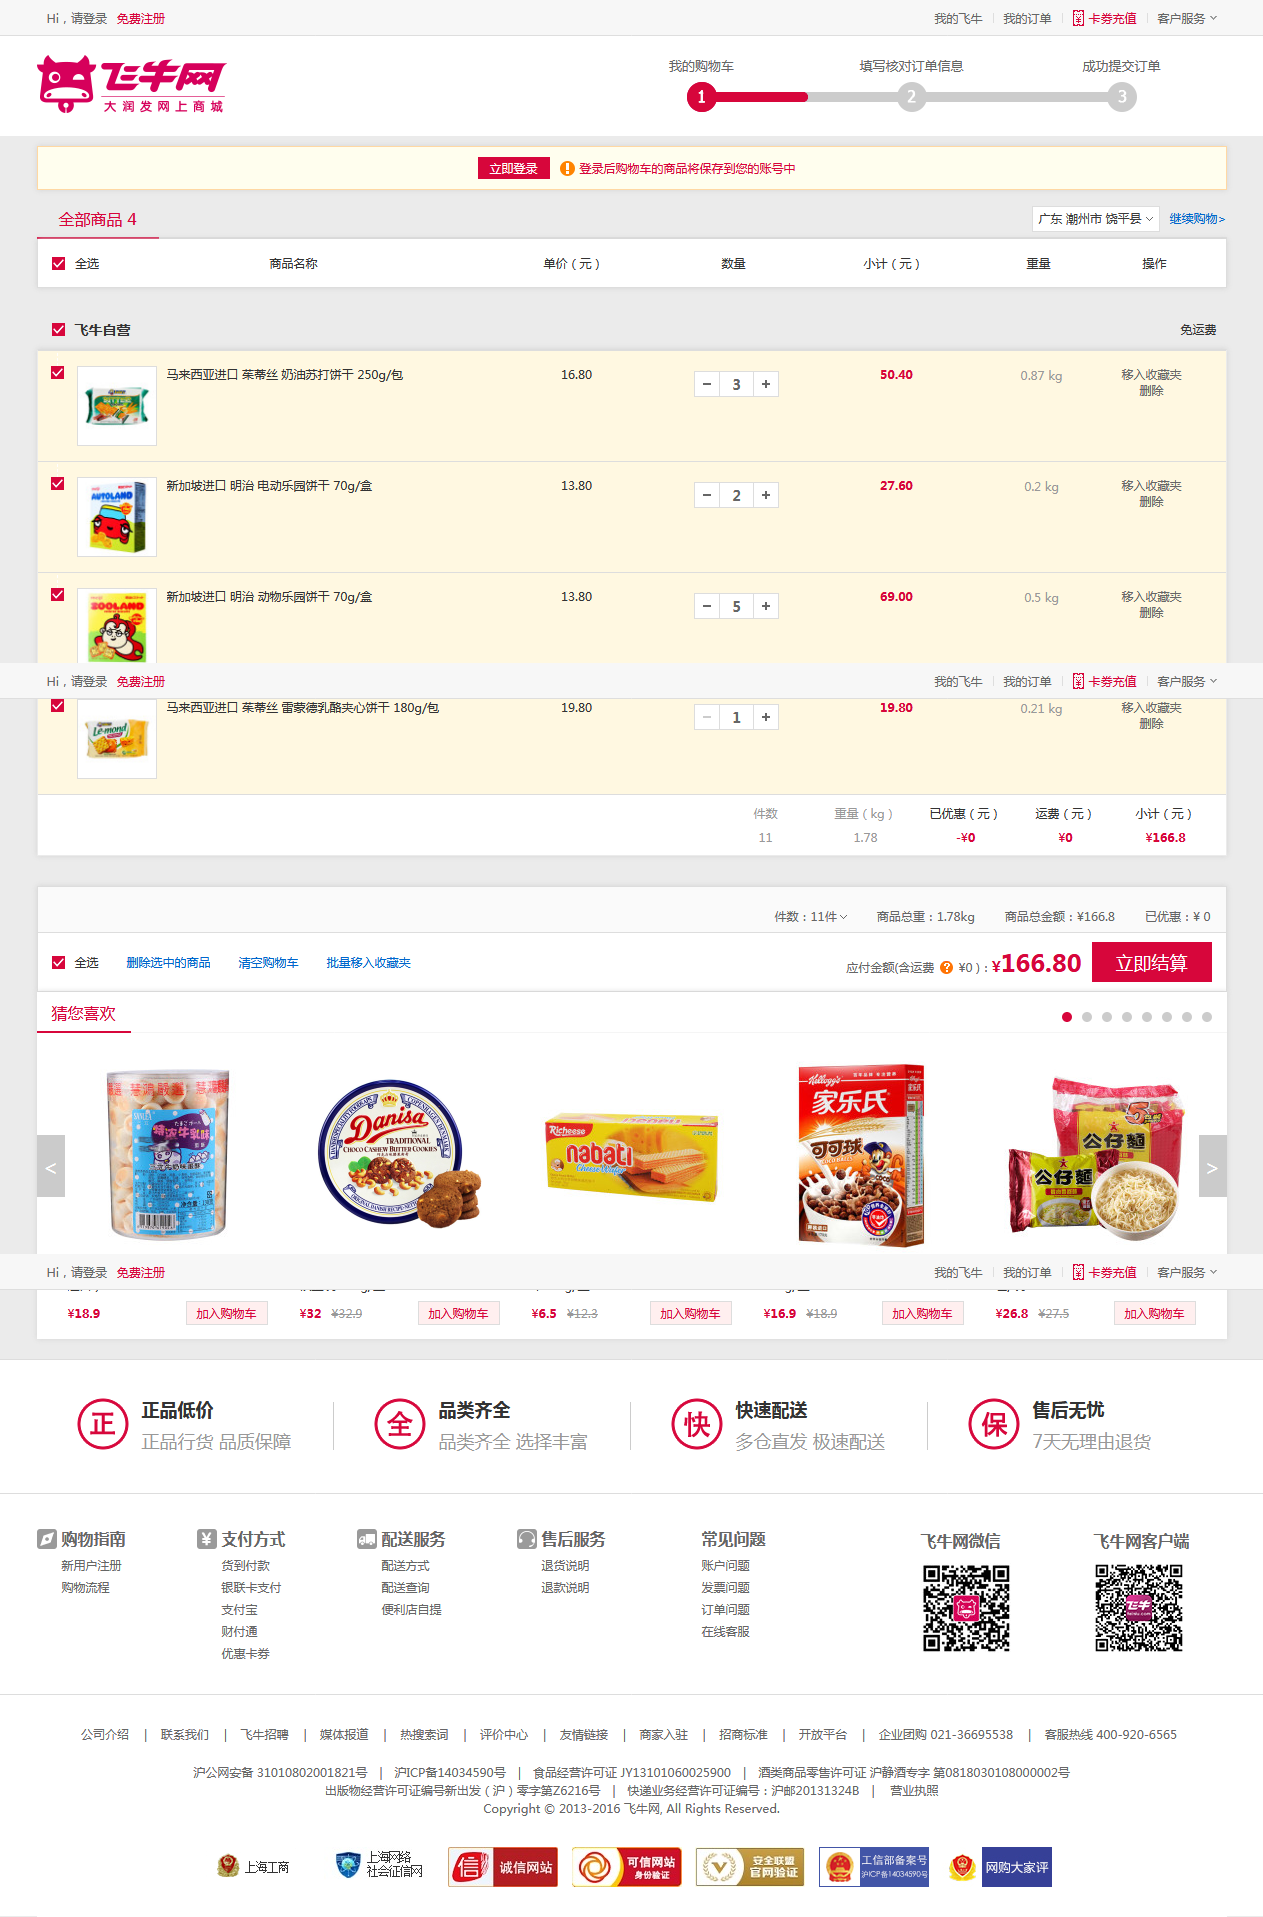 Hi，请登录 免费注册 我的飞牛 我的订单 卡劵充值 客户服务
飞牛网
大润发网上商城
我的购物车 填写核对订单信息 成功提交订单
1 2 3
立即登录 登录后购物车的商品将保存到您的账号中
全部商品 4 广东 潮州市 饶平县 继续购物>
全选 商品名称 单价（元） 数量 小计（元） 重量 操作
飞牛自营 免运费
马来西亚进口 茱蒂丝 奶油苏打饼干 250g/包 16.80 − 3 + 50.40 0.87 kg 移入收藏夹
删除
新加坡进口 明治 电动乐园饼干 70g/盒 13.80 − 2 + 27.60 0.2 kg 移入收藏夹
删除
AUTOLAND
新加坡进口 明治 动物乐园饼干 70g/盒 13.80 − 5 + 69.00 0.5 kg 移入收藏夹
删除
ZOOLAND
Hi，请登录 免费注册 我的飞牛 我的订单 卡劵充值 客户服务
马来西亚进口 茱蒂丝 雷蒙德乳酪夹心饼干 180g/包 19.80 − 1 + 19.80 0.21 kg 移入收藏夹
删除
Le-mond
件数 重量（kg） 已优惠（元） 运费（元） 小计（元）
11 1.78 -¥0 ¥0 ¥166.8
件数：11件 商品总重：1.78kg 商品总金额：¥166.8 已优惠：¥ 0
全选 删除选中的商品 清空购物车 批量移入收藏夹 应付金额(含运费 ? ¥0)：¥166.80 立即结算
猜您喜欢
特浓牛乳味
Danisa
TRADITIONAL
CHOCO CASHEW BUTTER COOKIES
Richeese
nabati
Cheese Wafer
Kellogg's
家乐氏
可可球
公仔麵
公仔麵
< >
Hi，请登录 免费注册 我的飞牛 我的订单 卡劵充值 客户服务
¥18.9 加入购物车 ¥32 ¥32.9 加入购物车 ¥6.5 ¥12.3 加入购物车 ¥16.9 ¥18.9 加入购物车 ¥26.8 ¥27.5 加入购物车
正 正品低价 全 品类齐全 快 快速配送 保 售后无忧
正品行货 品质保障 品类齐全 选择丰富 多仓直发 极速配送 7天无理由退货
购物指南 支付方式 配送服务 售后服务 常见问题 飞牛网微信 飞牛网客户端
新用户注册 货到付款 配送方式 退货说明 账户问题
购物流程 银联卡支付 配送查询 退款说明 发票问题
支付宝 便利店自提 订单问题
财付通 在线客服
优惠卡券
公司介绍 | 联系我们 | 飞牛招聘 | 媒体报道 | 热搜索词 | 评价中心 | 友情链接 | 商家入驻 | 招商标准 | 开放平台 | 企业团购 021-36695538 | 客服热线 400-920-6565
沪公网安备 31010802001821号 | 沪ICP备14034590号 | 食品经营许可证 JY13101060025900 | 酒类商品零售许可证 沪静酒专字 第0818030108000002号
出版物经营许可证编号新出发（沪）零字第Z6216号 | 快递业务经营许可证编号：沪邮20131324B | 营业执照
Copyright © 2013-2016 飞牛网, All Rights Reserved.
上海工商
上海网络
社会征信网
信 诚信网站
可信网站
身份验证
安全联盟
官网验证
工信部备案号
沪ICP备14034590号
网购大家评